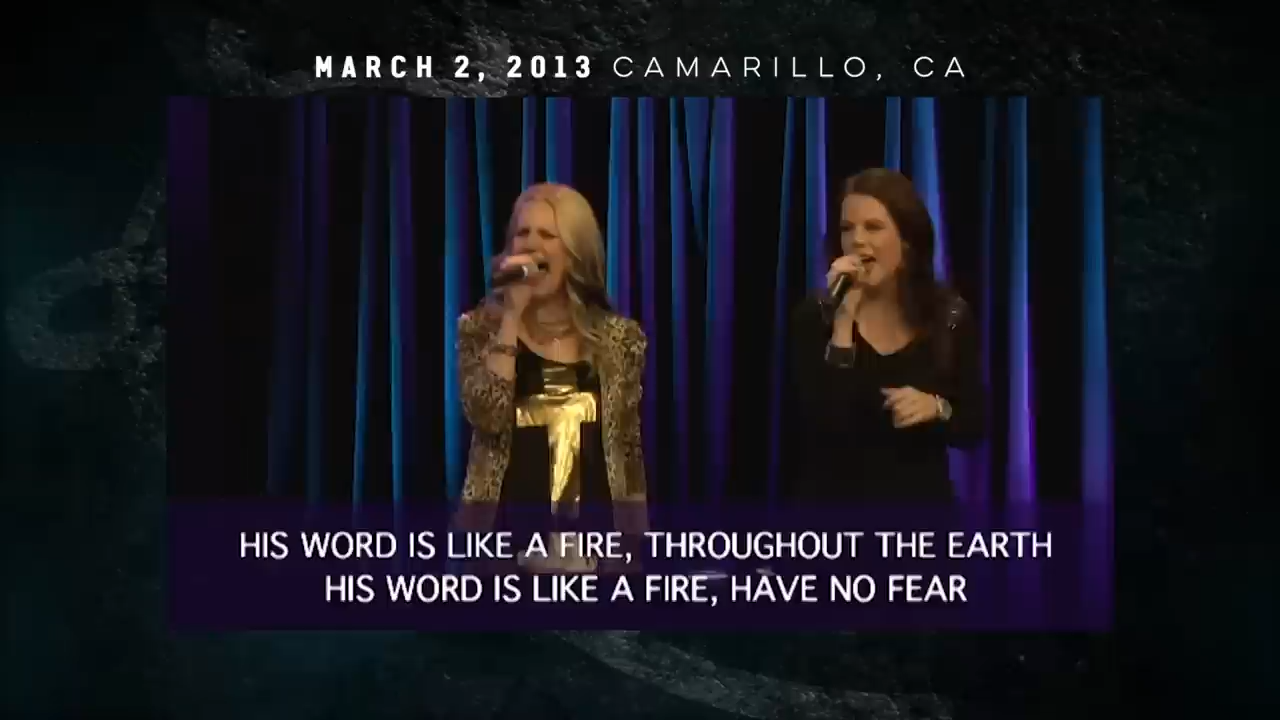 MARCH 2, 2013 CAMARILLO, CA
HIS WORD IS LIKE A FIRE, THROUGHOUT THE EARTH
HIS WORD IS LIKE A FIRE, HAVE NO FEAR